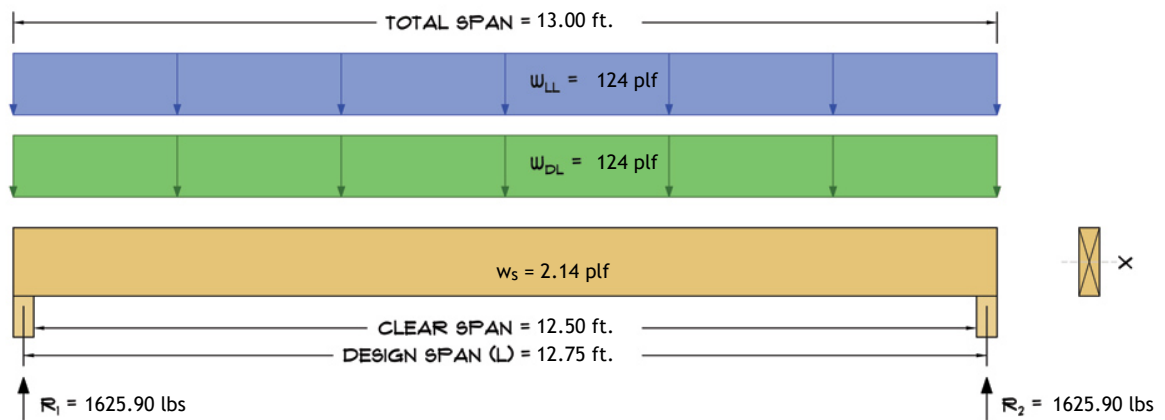 TOTAL SPAN = 13.00 ft.
wLL = 124 plf
wDL = 124 plf
ws = 2.14 plf
X
CLEAR SPAN = 12.50 ft.
DESIGN SPAN (L) = 12.75 ft.
R1 = 1625.90 lbs
R2 = 1625.90 lbs